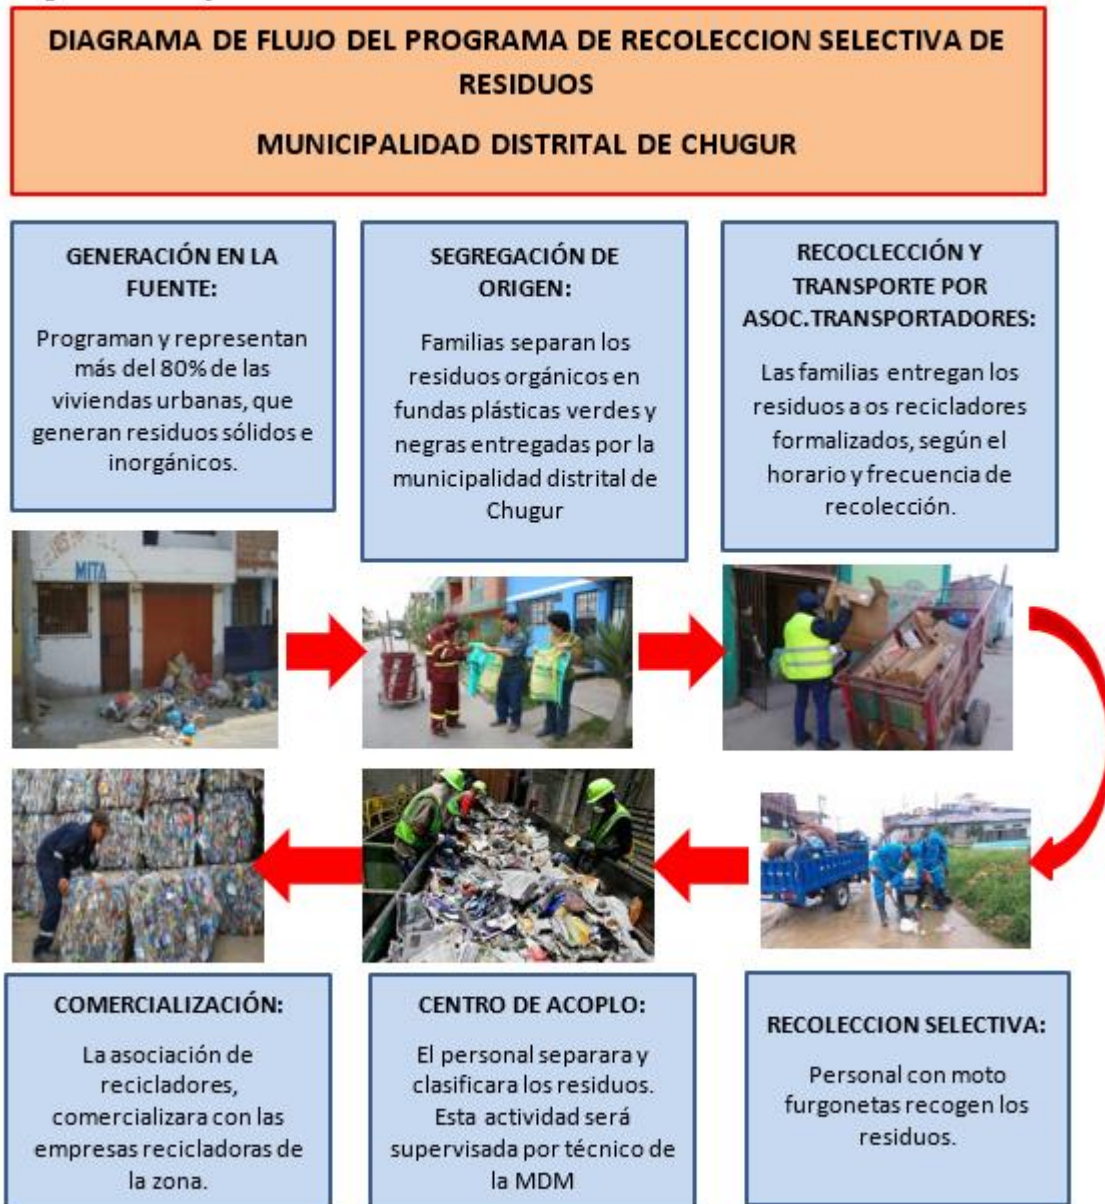 DIAGRAMA DE FLUJO DEL PROGRAMA DE RECOLECCION SELECTIVA DE
RESIDUOS
MUNICIPALIDAD DISTRITAL DE CHUGUR
GENERACIÓN EN LA
FUENTE:
Programan y representan
más del 80% de las
viviendas urbanas, que
generan residuos sólidos e
inorgánicos.
SEGREGACIÓN DE
ORIGEN:
Familias separan los
residuos orgánicos en
fundas plásticas verdes y
negras entregadas por la
municipalidad distrital de
Chugur
RECOCLECCIÓN Y
TRANSPORTE POR
ASOC.TRANSPORTADORES:
Las familias entregan los
residuos a os recicladores
formalizados, según el
horario y frecuencia de
recolección.
MITA
COMERCIALIZACIÓN:
La asociación de
recicladores,
comercializara con las
empresas recicladoras de
la zona.
CENTRO DE ACOPLO:
El personal separara y
clasificara los residuos.
Esta actividad será
supervisada por técnico de
la MDM
RECOLECCION SELECTIVA:
Personal con moto
furgonetas recogen los
residuos.